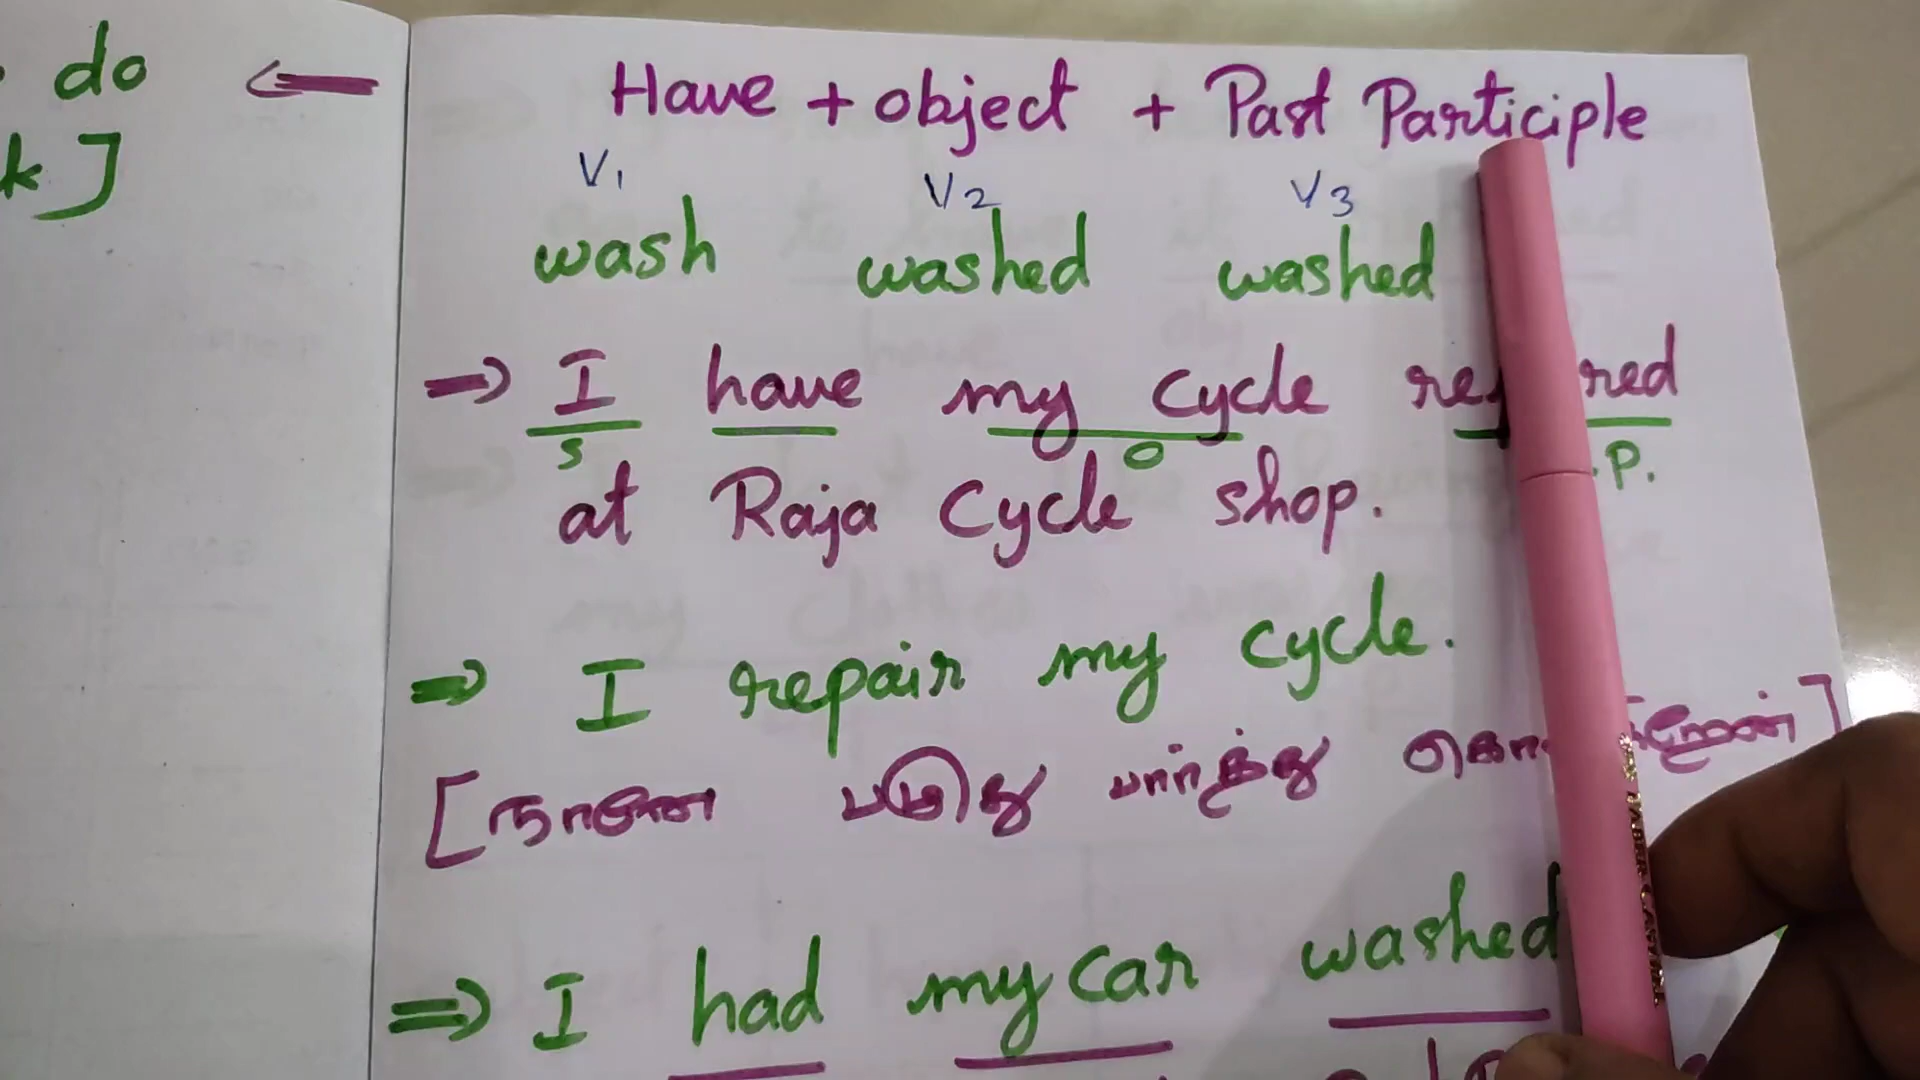 do
k]
Have + object + Past Participle
V1 V2 V3
wash washed washed
⇒ I have my cycle
S O .P.
at Raja Cycle shop.
⇒ I repair my cycle.
[நானே பழுது பார்த்து
⇒ I had my car washed